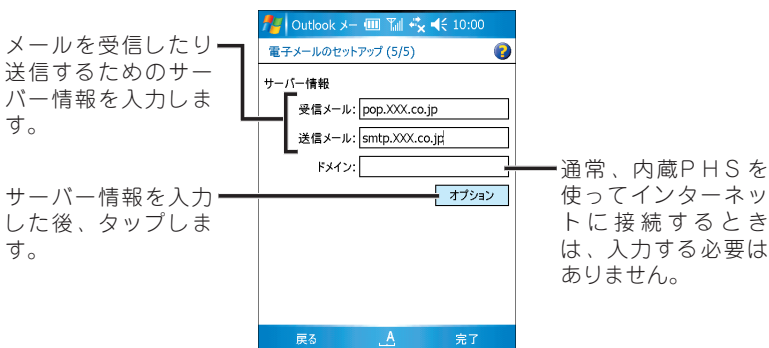 Outlook メー 10:00
電子メールのセットアップ (5/5)
メールを受信したり
送信するためのサー
バー情報を入力しま
す。
サーバー情報
受信メール: pop.XXX.co.jp
送信メール: smtp.XXX.co.jp
ドメイン:
オプション
サーバー情報を入力
した後、タップしま
す。
通常、内蔵PHSを
使ってインターネッ
トに接続するとき
は、入力する必要は
ありません。
戻る A 完了